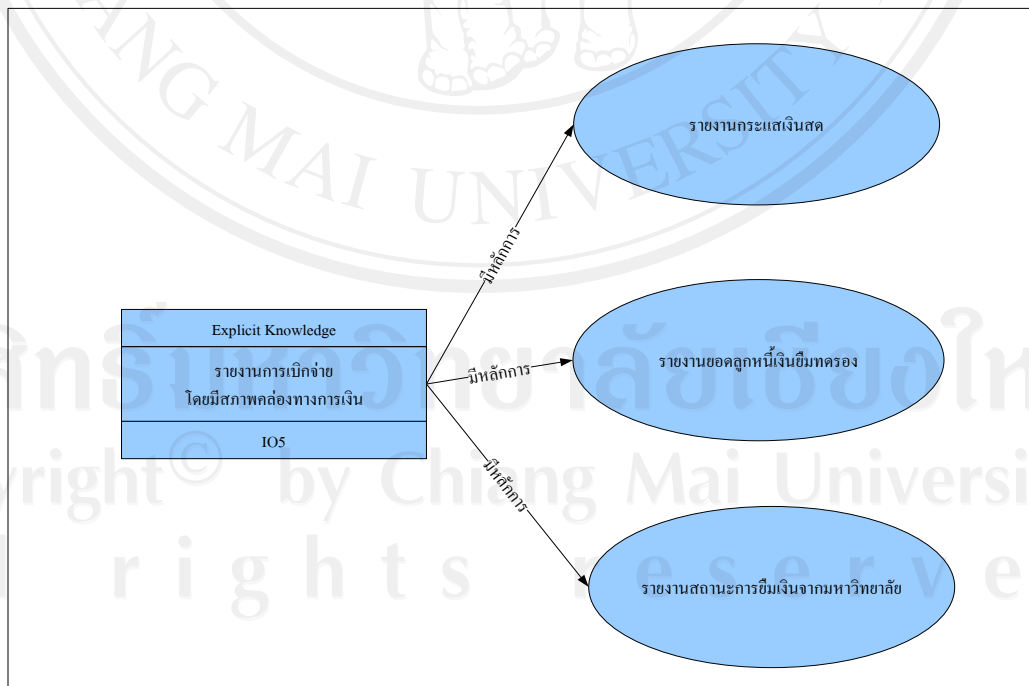 รายงานกระแสเงินสด
มีหลักการ
Explicit Knowledge
รายงานการเบิกจ่าย
โดยมีสภาพคล่องทางการเงิน
IO5
มีหลักการ
รายงานยอดลูกหนี้เงินยืมทดรอง
มีหลักการ
รายงานสถานะการยืมเงินจากมหาวิทยาลัย
ANG MAI UNIVERSITY
สิทธิ์มหาวิทยาลัยเชียงให
yright© by Chiang Mai Universi
rights reserve